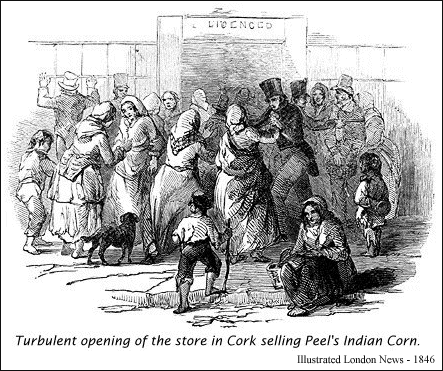 LICENCED
Turbulent opening of the store in Cork selling Peel's Indian Corn.
Illustrated London News - 1846